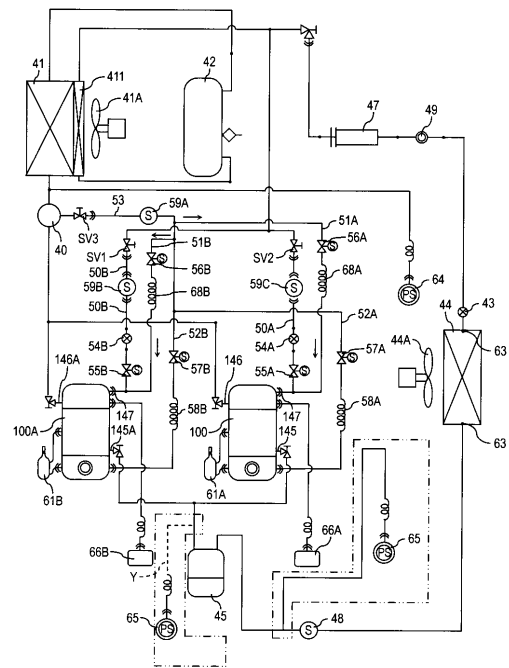 41
411
42
41A
47
49
53
59A
51A
40
SV3
SV1
51B
SV2
56A
50B
56B
59B
59C
68A
64
PS
S
50B
68B
52B
50A
52A
44
43
54B
54A
44A
63
55B
57B
55A
57A
146A
147
58B
146
147
58A
100A
145A
100
145
63
61B
61A
66B
66A
65
PS
Y
65
PS
45
48
S